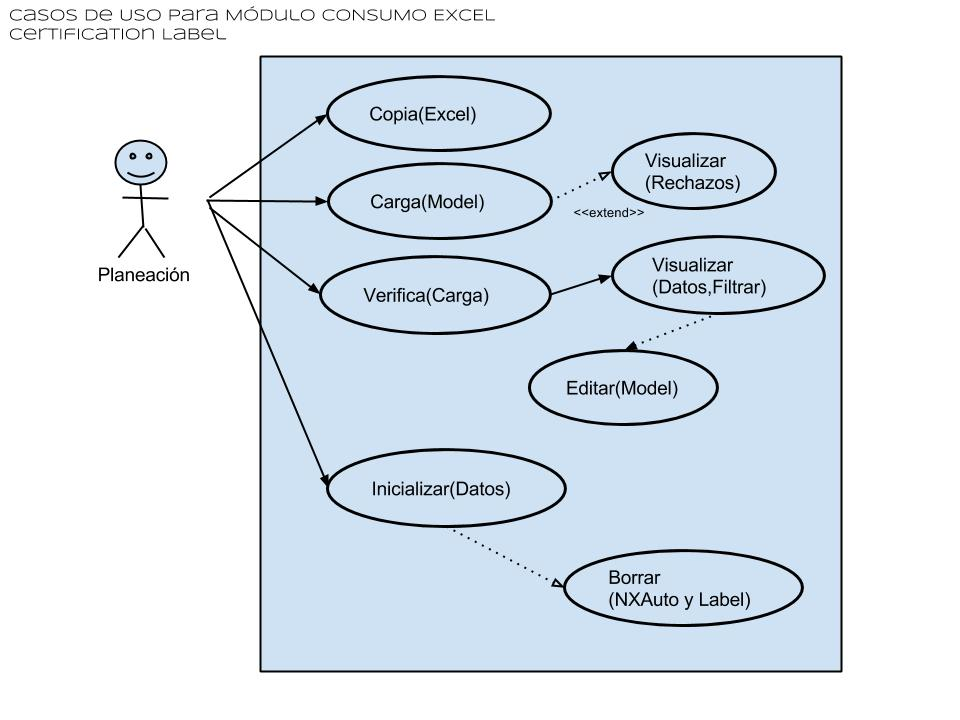 Casos de uso para MÓDULO CONSUMO EXCEL
Certification Label
Copia(Excel)
Visualizar
(Rechazos)
Carga(Model)
<<extend>>
Planeación
Visualizar
(Datos,Filtrar)
Verifica(Carga)
Editar(Model)
Inicializar(Datos)
Borrar
(NXAuto y Label)